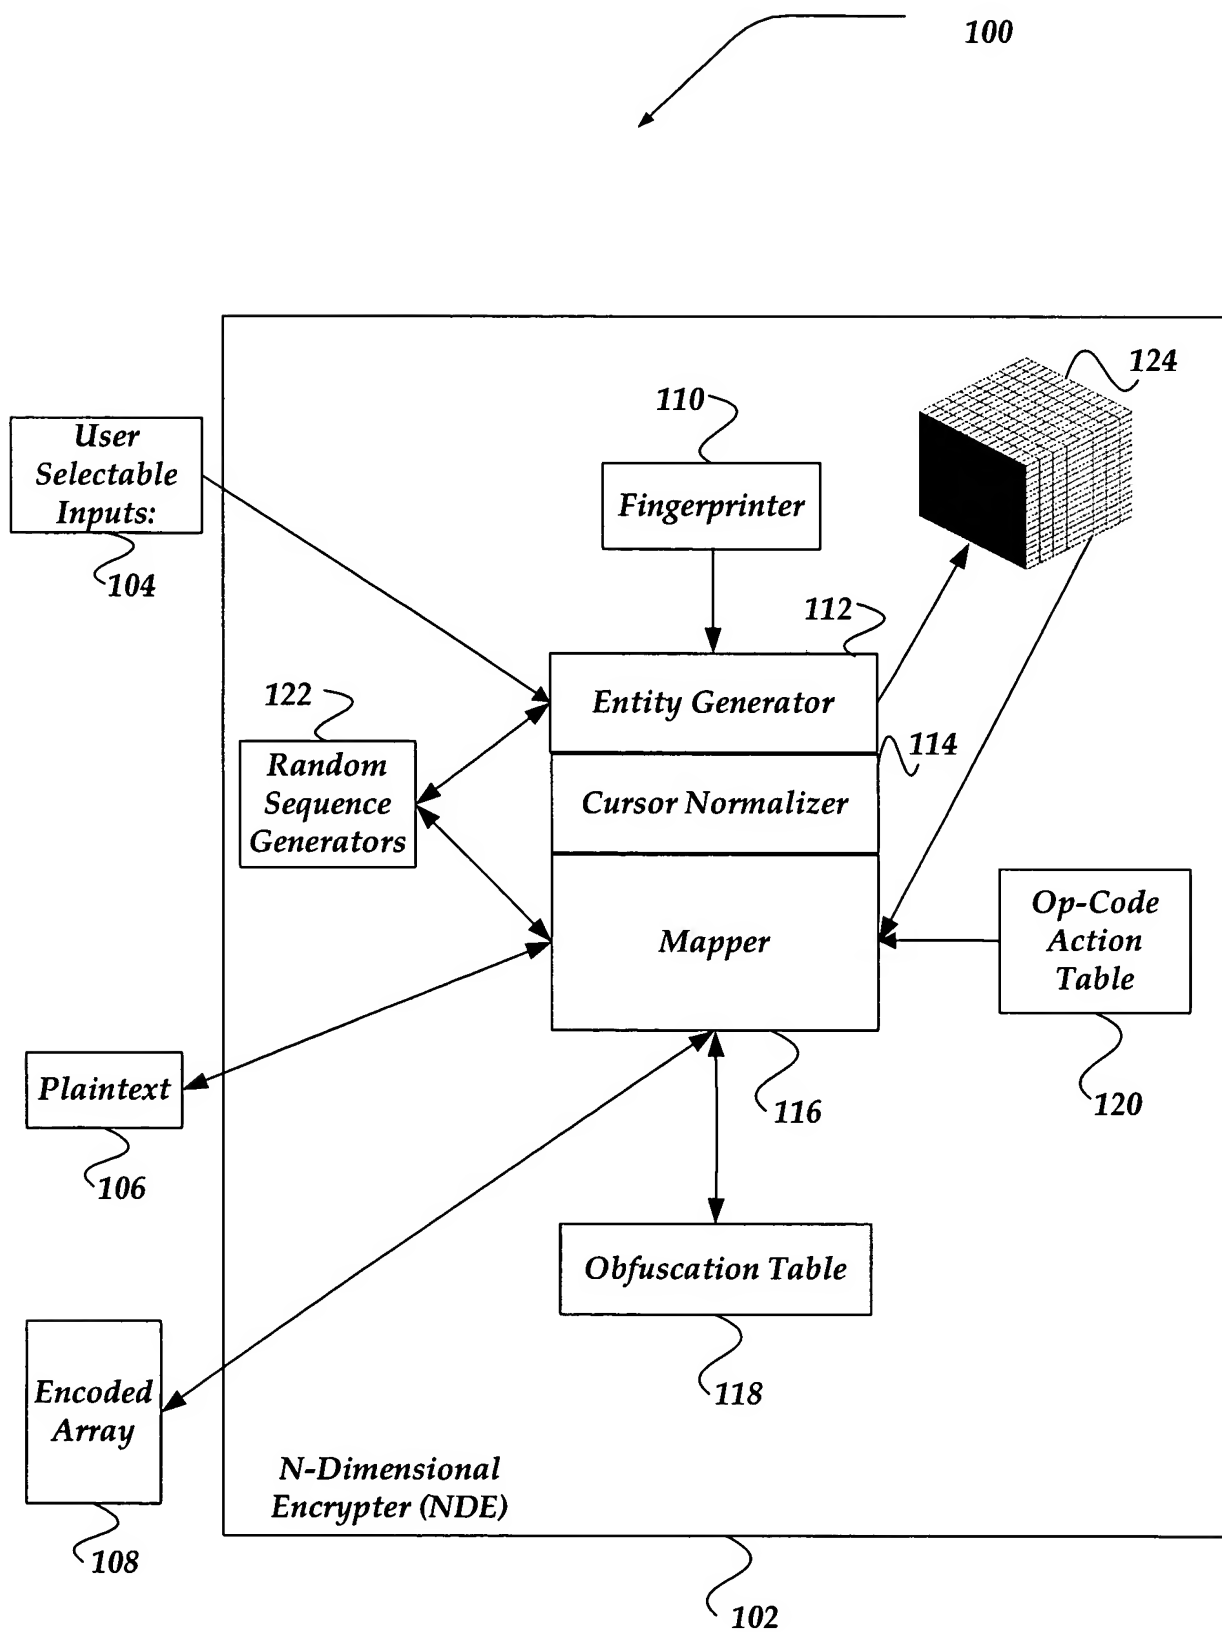 100
124
110
User
Selectable
Inputs:
Fingerprinter
104
112
Entity Generator
122
114
Random
Sequence
Generators
Cursor Normalizer
Op-Code
Action
Table
Mapper
Plaintext
116
120
106
Obfuscation Table
118
Encoded
Array
N-Dimensional
Encrypter (NDE)
108
102